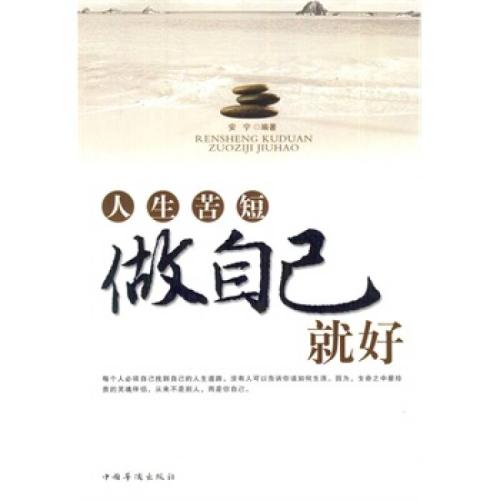 安宁◎编著
RENSHENG KUDUAN
ZUOZIJI JIUHAO
人生苦短
做自己
就好
每个人必须自己找到自己的人生道路,没有人可以告诉你该如何生活。因为,生命之中最珍
贵的灵魂伴侣,从来不是别人,而是你自己。
中国华侨出版社